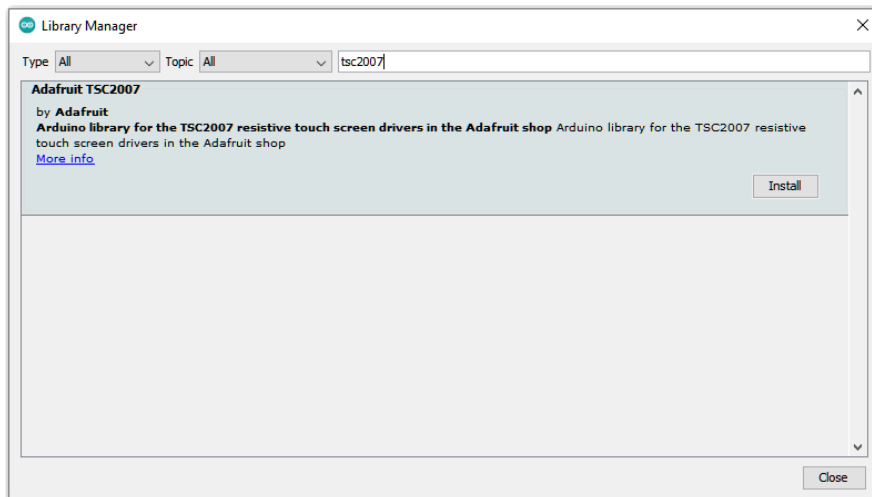 Library Manager
Type All Topic All tsc2007
Adafruit TSC2007
by Adafruit
Arduino library for the TSC2007 resistive touch screen drivers in the Adafruit shop Arduino library for the TSC2007 resistive
touch screen drivers in the Adafruit shop
More info
Install
Close